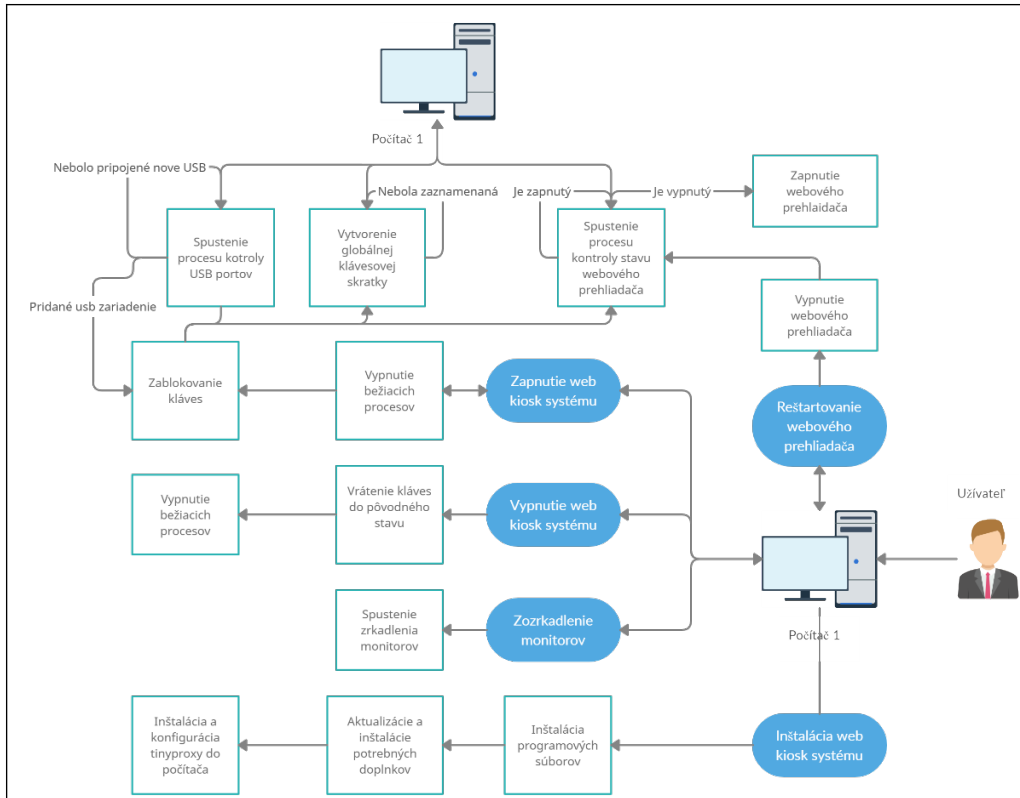 Počítač 1
Nebolo pripojené nove USB
Nebola zaznamenaná
Je zapnutý
Je vypnutý
Zapnutie
webového
prehlaidača
Spustenie
procesu kotroly
USB portov
Vytvorenie
globálnej
klávesovej
skratky
Spustenie
procesu
kontroly stavu
webového
prehliadača
Vypnutie
webového
prehliadača
Pridané usb zariadenie
Zablokovanie
kláves
Vypnutie
bežiacich
procesov
Zapnutie web
kiosk systému
Reštartovanie
webového
prehliadača
Vypnutie
bežiacich
procesov
Vrátenie kláves
do pôvodného
stavu
Vypnutie web
kiosk systému
Užívateľ
Spustenie
zrkadlenia
monitorov
Zozrkadlenie
monitorov
Počítač 1
Inštalácia a
konfigurácia
tinyproxy do
počítača
Aktualizácie a
inštalácie
potrebných
doplnkov
Inštalácia
programových
súborov
Inštalácia web
kiosk systému